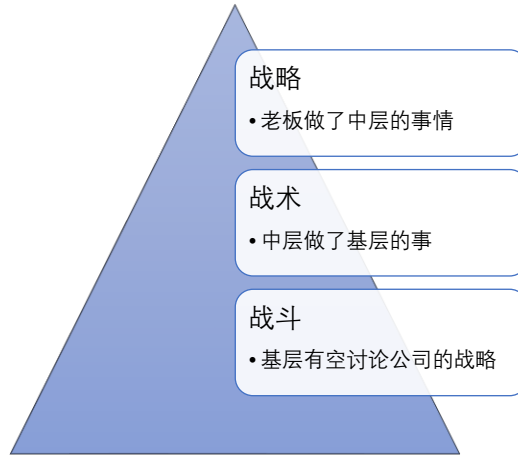 战略
• 老板做了中层的事情
战术
• 中层做了基层的事
战斗
• 基层有空讨论公司的战略